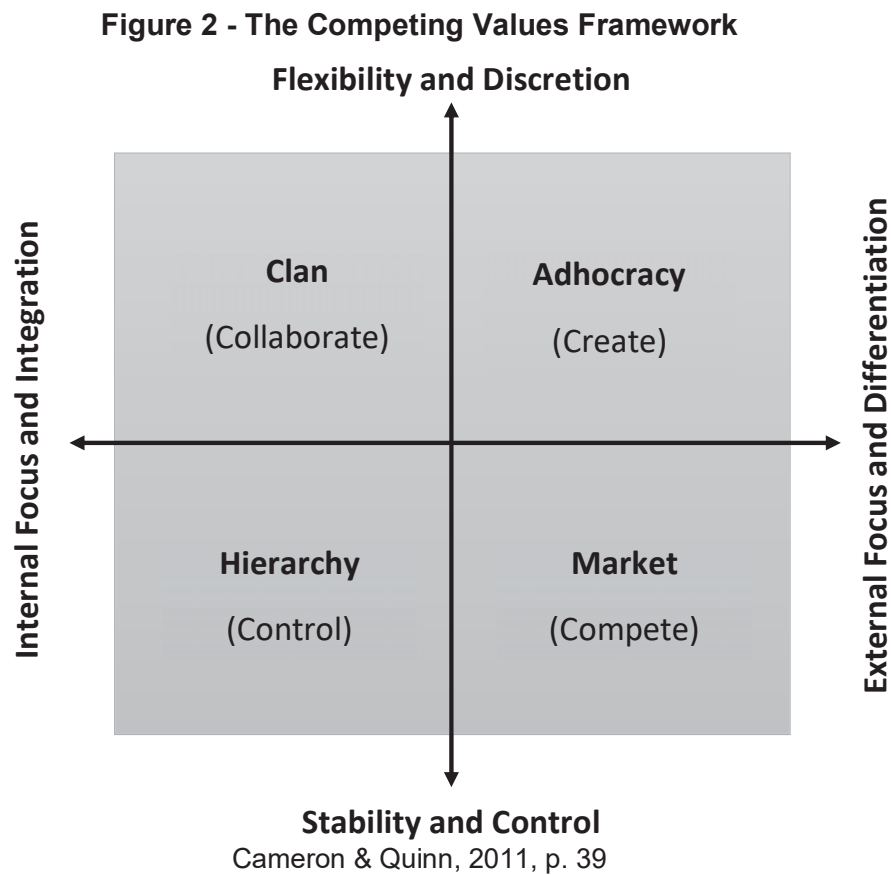 Figure 2 - The Competing Values Framework
Flexibility and Discretion
Internal Focus and Integration
Clan
(Collaborate)
Adhocracy
(Create)
Hierarchy
(Control)
Market
(Compete)
External Focus and Differentiation
Stability and Control
Cameron & Quinn, 2011, p. 39